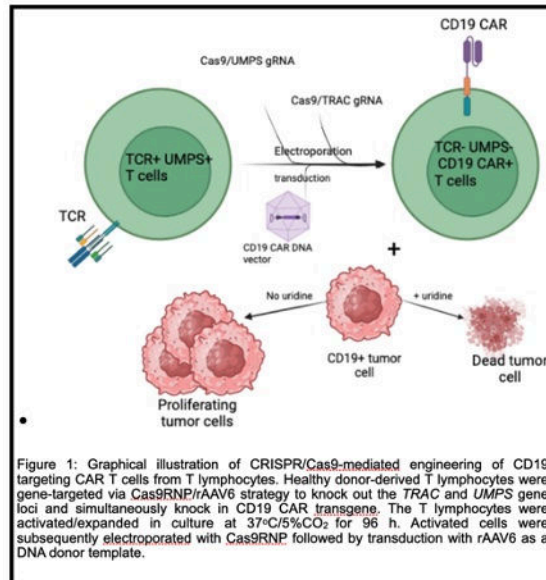 CD19 CAR
Cas9/UMPS gRNA
Cas9/TRAC gRNA
Electroporation
transduction
TCR+ UMPS+
T cells
TCR- UMPS-
CD19 CAR+
T cells
TCR
CD19 CAR DNA
vector
+
No uridine
+ uridine
CD19+ tumor
cell
Dead tumor
cell
Proliferating
tumor cells
Figure 1: Graphical illustration of CRISPR/Cas9-mediated engineering of CD19
targeting CAR T cells from T lymphocytes. Healthy donor-derived T lymphocytes were
gene-targeted via Cas9RNP/rAAV6 strategy to knock out the TRAC and UMPS gene
loci and simultaneously knock in CD19 CAR transgene. The T lymphocytes were
activated/expanded in culture at 37ºC/5%CO₂ for 96 h. Activated cells were
subsequently electroporated with Cas9RNP followed by transduction with rAAV6 as a
DNA donor template.